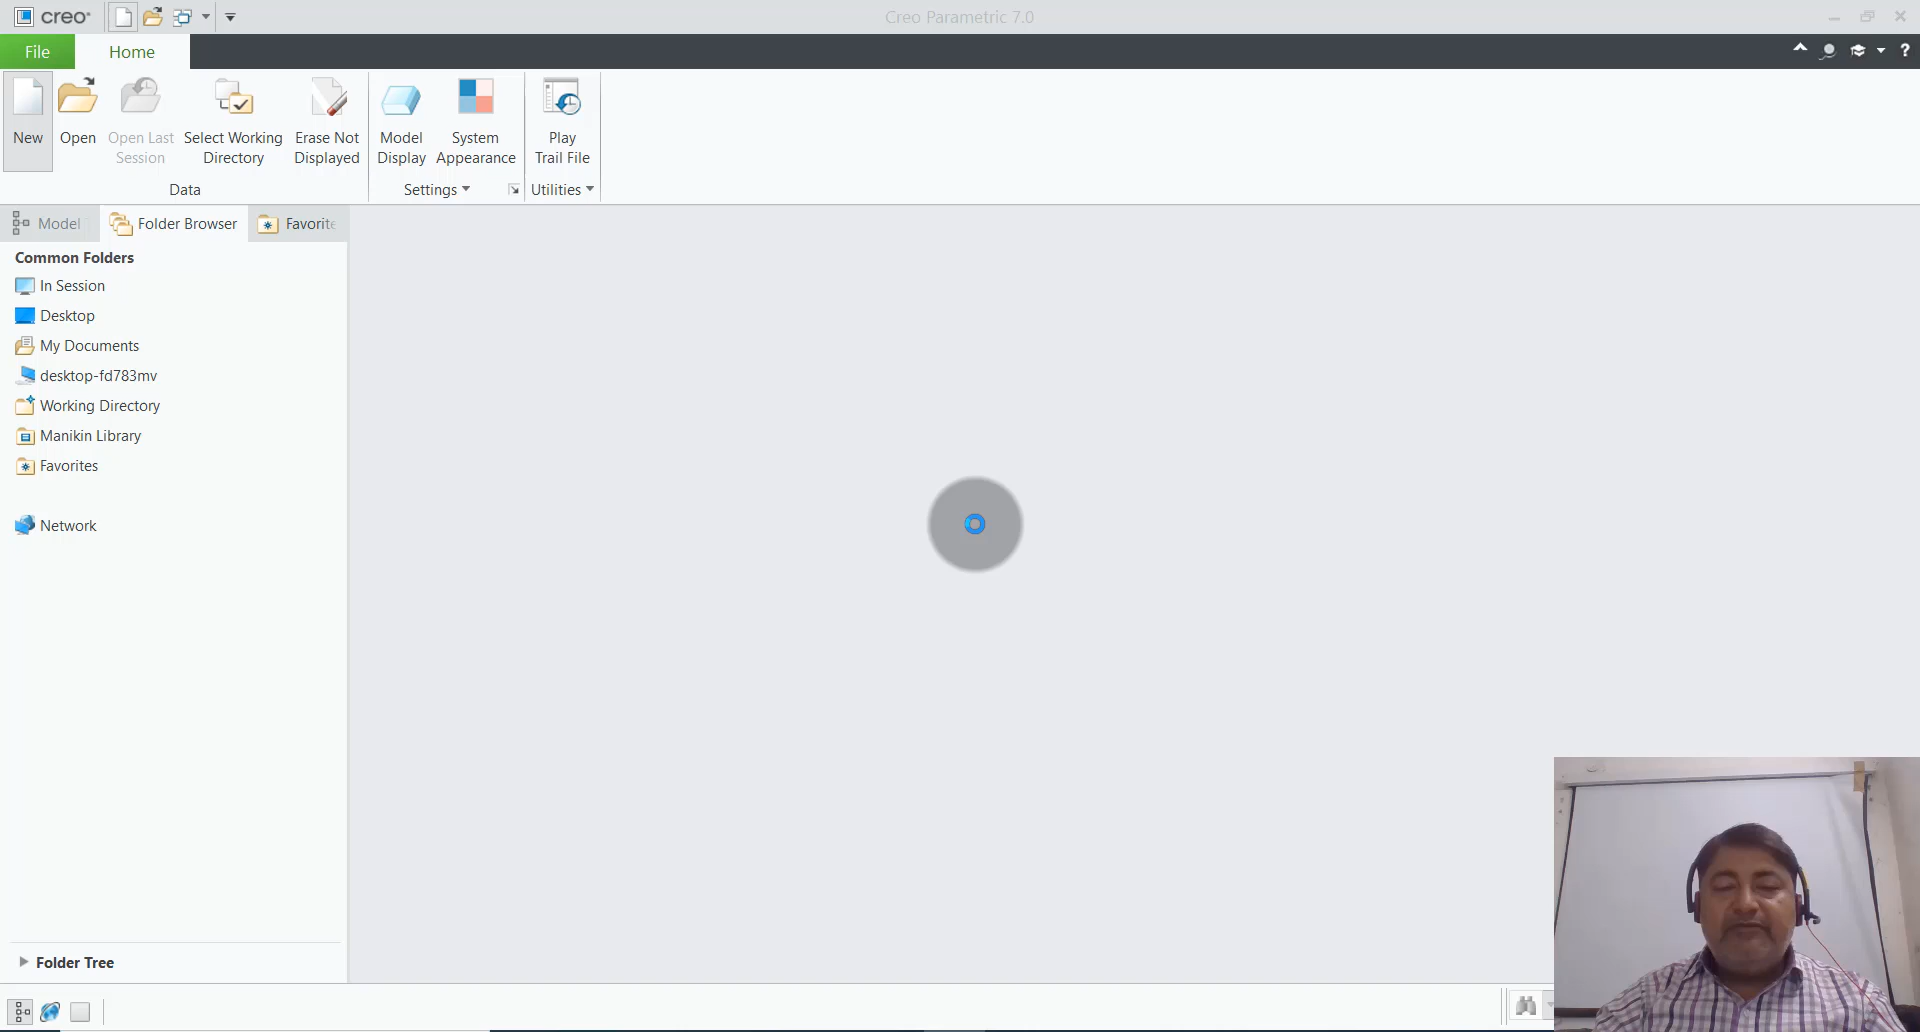 creo
Creo Parametric 7.0
File
Home
?
New
Open
Open Last
Session
Select Working
Directory
Erase Not
Displayed
Model
Display
System
Appearance
Play
Trail File
Data
Settings
Utilities
Model
Folder Browser
Favorite
Common Folders
In Session
Desktop
My Documents
desktop-fd783mv
Working Directory
Manikin Library
Favorites
Network
Folder Tree